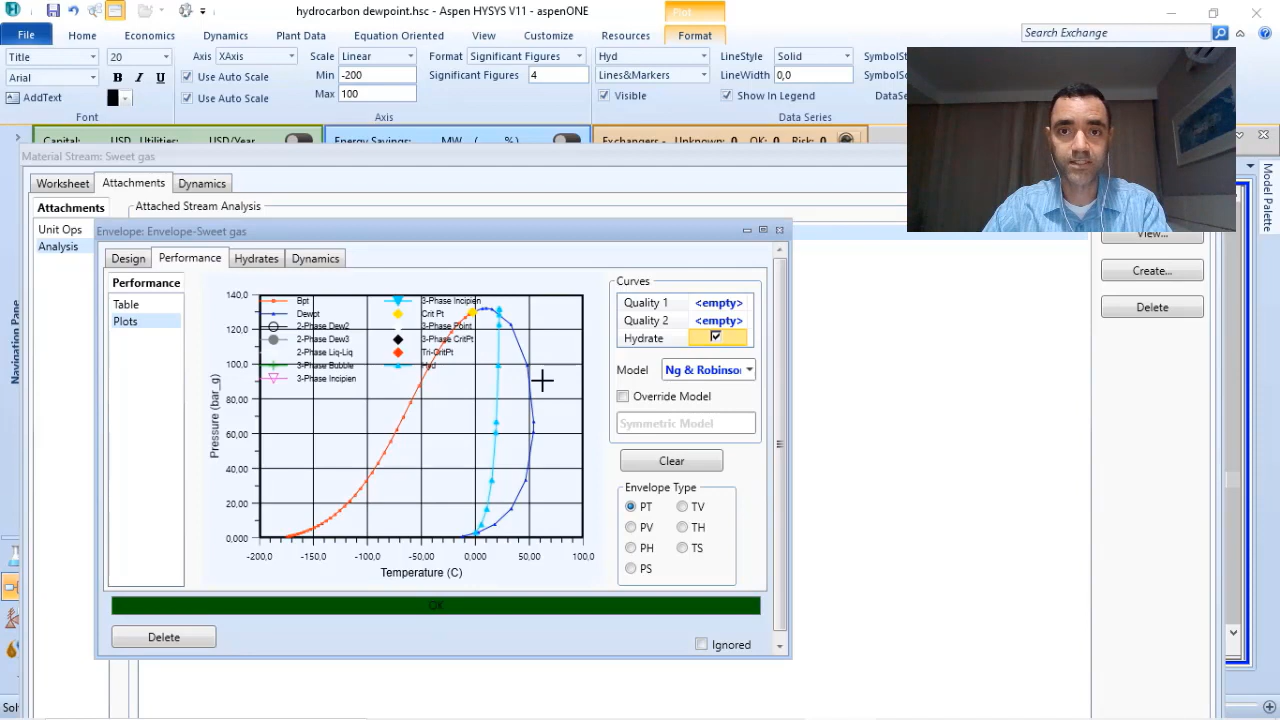 hydrocarbon dewpoint.hsc - Aspen HYSYS V11 - aspenONE
Plot
File Home Economics Dynamics Plant Data Equation Oriented View Customize Resources Format
Search Exchange
Title 20 Axis XAxis Scale Linear Format Significant Figures Hyd LineStyle Solid
Arial B I U Use Auto Scale Min -200 Significant Figures 4 Lines&Markers LineWidth 0,0
AddText Use Auto Scale Max 100 Visible Show In Legend
Font Axis Data Series
Capital: USD Utilities: USD/Year Energy Savings: MW ( %) Exchangers - Unknown: 0 OK: 0 Risk: 0
Material Stream: Sweet gas
Worksheet Attachments Dynamics
Attachments Attached Stream Analysis
Unit Ops
Analysis
View...
Create...
Delete
Model Palette
Navigation Pane
Envelope: Envelope-Sweet gas
Design Performance Hydrates Dynamics
Performance
Table
Plots
140,0
120,0
100,0
80,00
60,00
40,00
20,00
0,000
Pressure (bar_g)
Bpt
Dewpt
2-Phase Dew2
2-Phase Dew3
2-Phase Liq-Liq
3-Phase Bubble
3-Phase Incipien
3-Phase Incipien
Crit Pt
3-Phase Point
3-Phase CritPt
Tri-CritPt
Hyd
-200,0 -150,0 -100,0 -50,00 0,000 50,00 100,0
Temperature (C)
Curves
Quality 1 <empty>
Quality 2 <empty>
Hydrate
Model Ng & Robinso
Override Model
Symmetric Model
Clear
Envelope Type
PT TV
PV TH
PH TS
PS
OK
Delete
Ignored